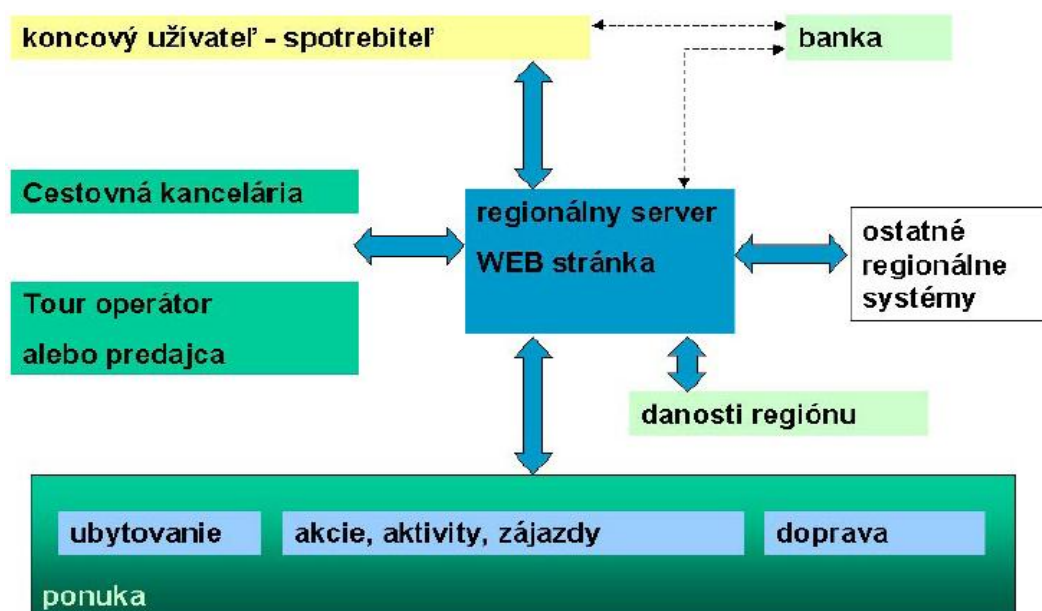 koncový užívateľ - spotrebiteľ
banka
Cestovná kancelária
regionálny server
WEB stránka
ostatné
regionálne
systémy
Tour operátor
alebo predajca
danosti regiónu
ubytovanie
akcie, aktivity, zájazdy
doprava
ponuka